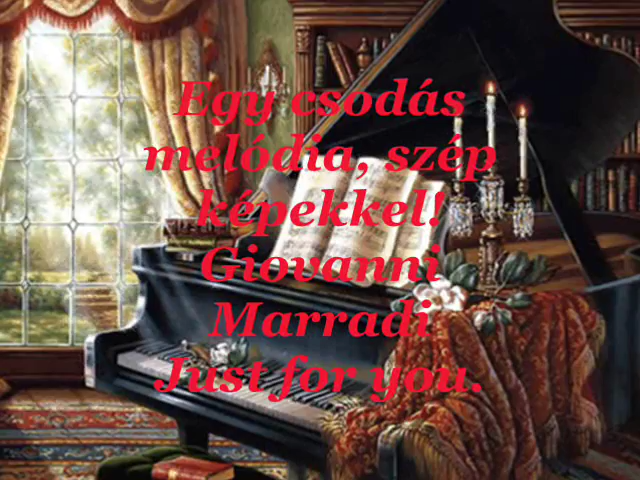 Egy csodás
melódia, szép
képekkel!
Giovanni
Marradi
Just for you.